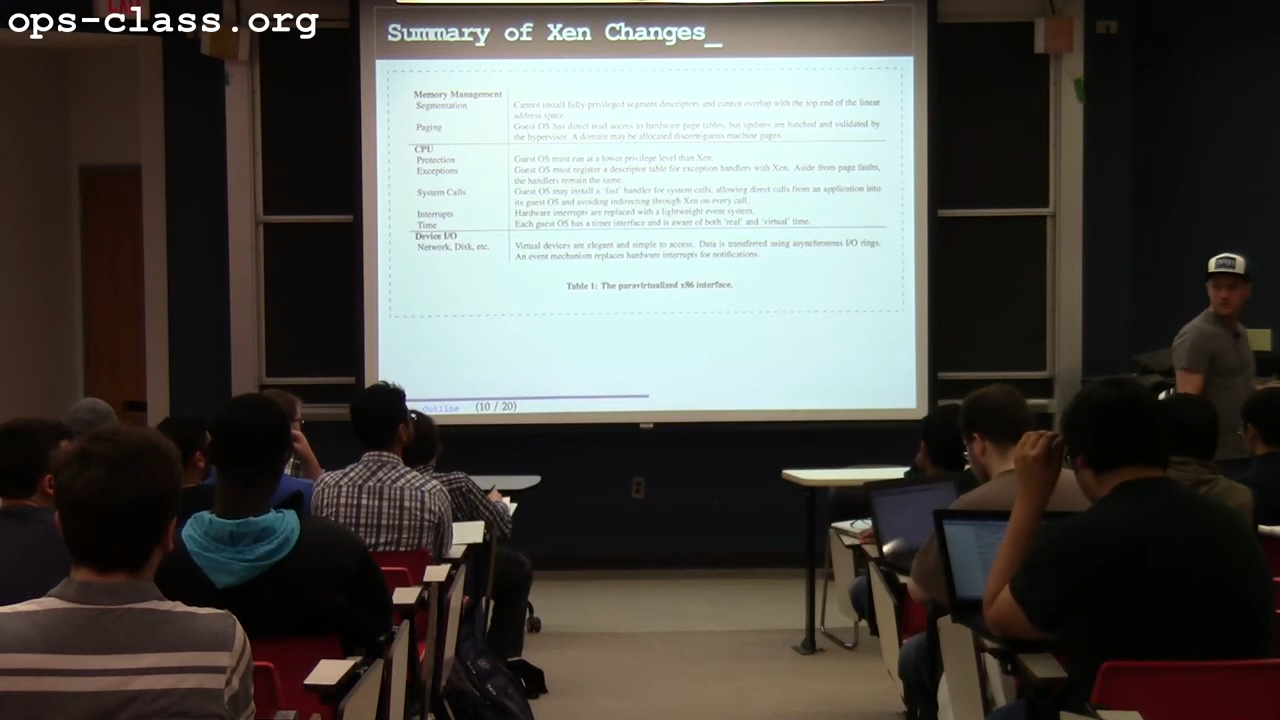 ops-class.org
Summary of Xen Changes_
Memory Management
Segmentation Cannot install fully-privileged segment descriptors and cannot overlap with the top end of the linear
address space.
Paging Guest OS has direct read access to hardware page tables, but updates are batched and validated by
the hypervisor. A domain may be allocated discontiguous machine pages.
CPU
Protection Guest OS must run at a lower privilege level than Xen.
Exceptions Guest OS must register a descriptor table for exception handlers with Xen. Aside from page faults,
the handlers remain the same.
System Calls Guest OS may install a 'fast' handler for system calls, allowing direct calls from an application into
its guest OS and avoiding indirecting through Xen on every call.
Interrupts Hardware interrupts are replaced with a lightweight event system.
Time Each guest OS has a timer interface and is aware of both 'real' and 'virtual' time.
Device I/O
Network, Disk, etc. Virtual devices are elegant and simple to access. Data is transferred using asynchronous I/O rings.
An event mechanism replaces hardware interrupts for notifications.
Table 1: The paravirtualized x86 interface.
Outline (10 / 20)